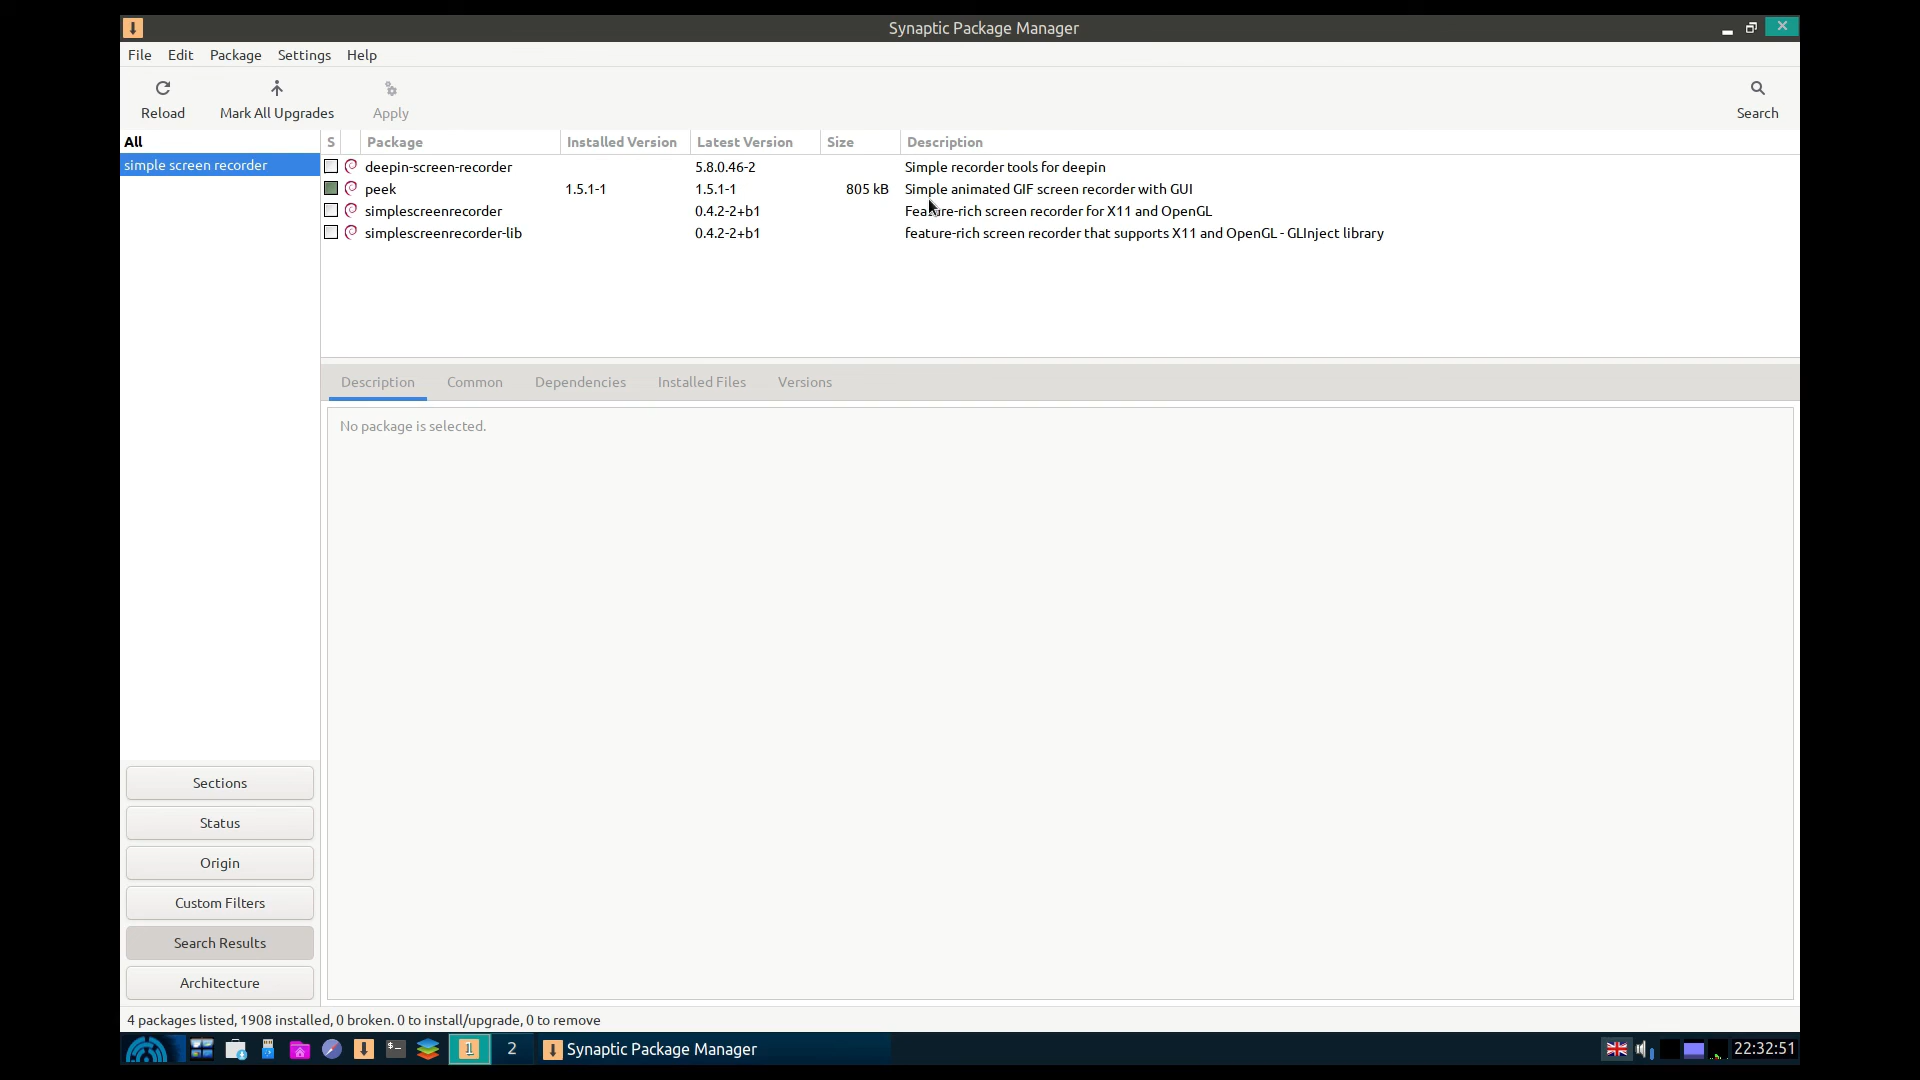 Synaptic Package Manager
File Edit Package Settings Help
Reload Mark All Upgrades Apply Search
All
simple screen recorder
S Package Installed Version Latest Version Size Description
deepin-screen-recorder 5.8.0.46-2 Simple recorder tools for deepin
peek 1.5.1-1 1.5.1-1 805 kB Simple animated GIF screen recorder with GUI
simplescreenrecorder 0.4.2-2+b1 Feature-rich screen recorder for X11 and OpenGL
simplescreenrecorder-lib 0.4.2-2+b1 feature-rich screen recorder that supports X11 and OpenGL - GLInject library
Description Common Dependencies Installed Files Versions
No package is selected.
Sections
Status
Origin
Custom Filters
Search Results
Architecture
4 packages listed, 1908 installed, 0 broken. 0 to install/upgrade, 0 to remove
1 2 Synaptic Package Manager 22:32:51